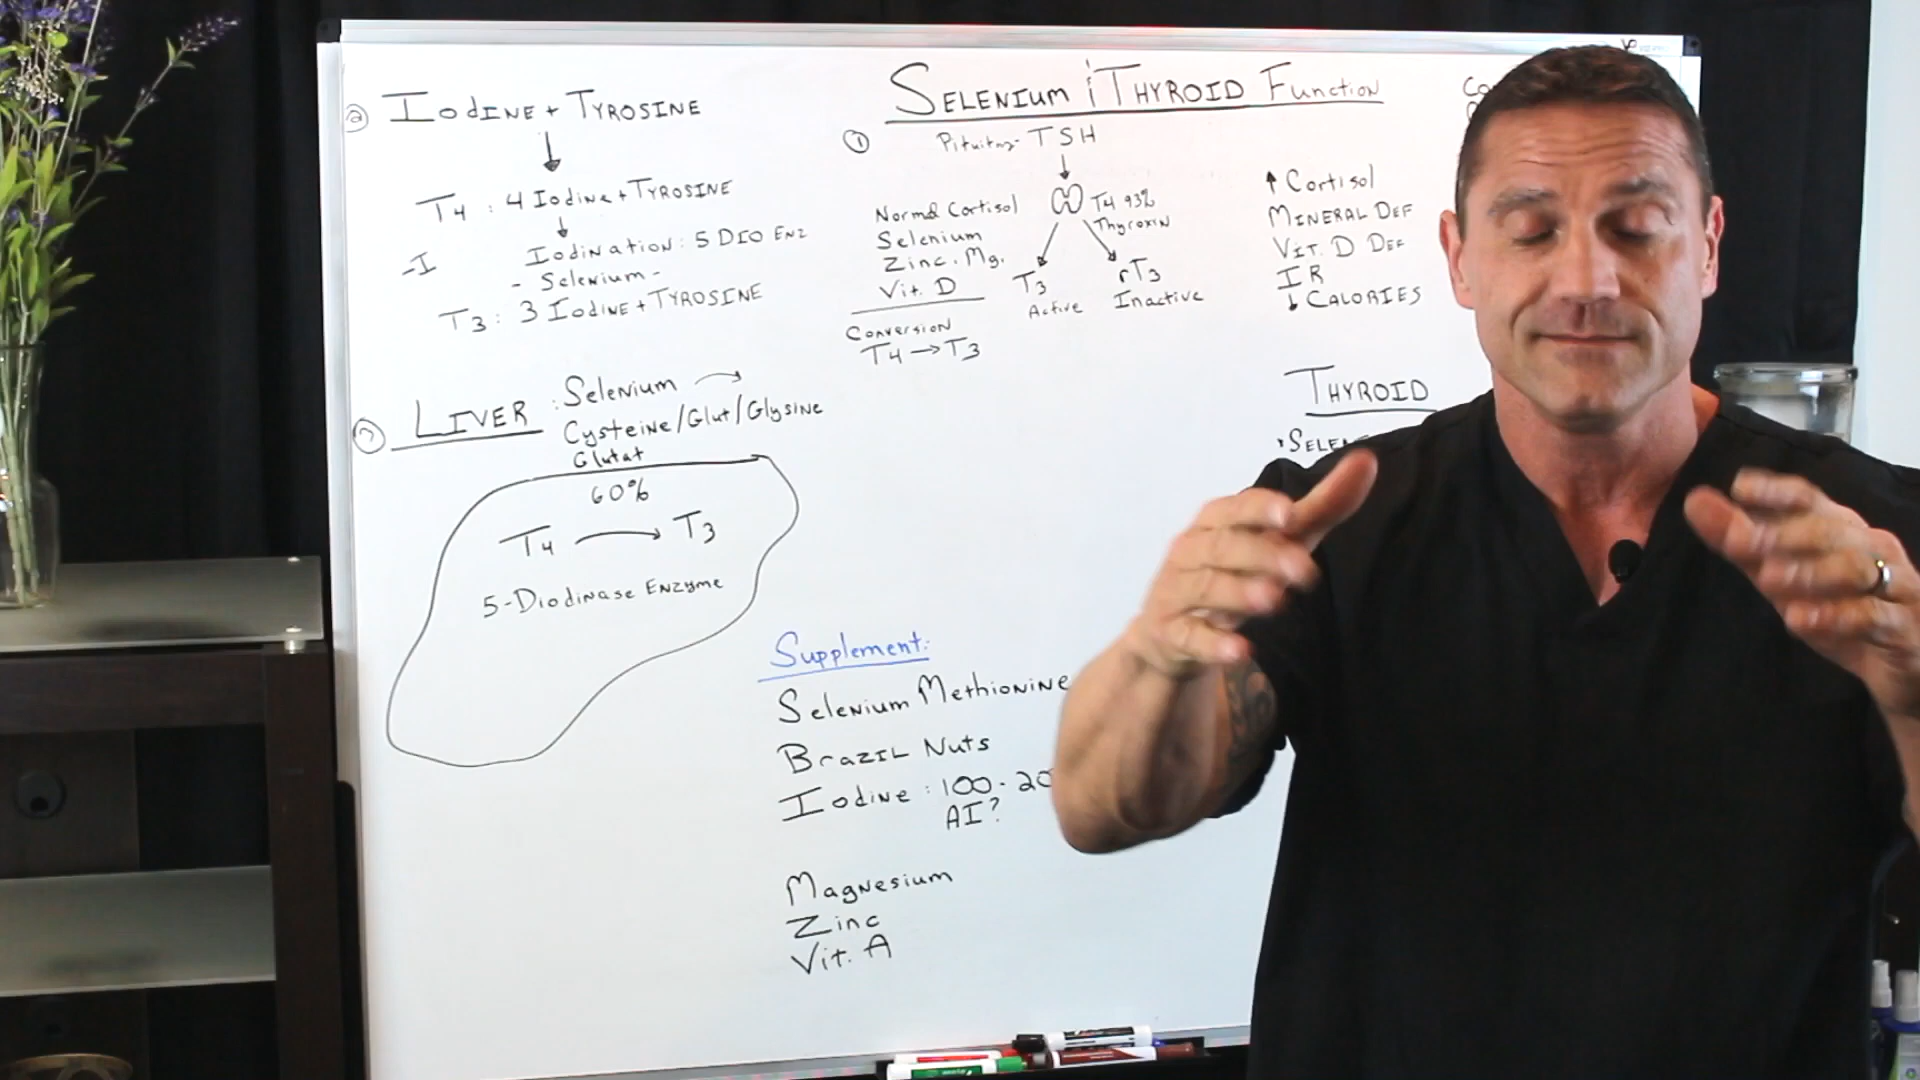 SELENIUM & THYROID Function
① Pituitary- TSH
T4 93%
Thyroxin
Normal Cortisol
Selenium
Zinc. Mg.
Vit. D
Conversion
T4 → T3
T3
Active
rT3
Inactive
↑ Cortisol
MINERAL DEF
VIT. D DEF
IR
↓ CALORIES
THYROID
② IODINE + TYROSINE
T4 : 4 Iodine + TYROSINE
-I
Iodination: 5 DIO ENZ
- Selenium -
T3 : 3 Iodine + TYROSINE
LIVER : Selenium
Cysteine/Glut/Glysine
Glutat
60%
T4 → T3
5-Diodinase Enzyme
Supplement:
Selenium Methionine
Brazil Nuts
Iodine : 100-20
AI?
Magnesium
Zinc
Vit. A